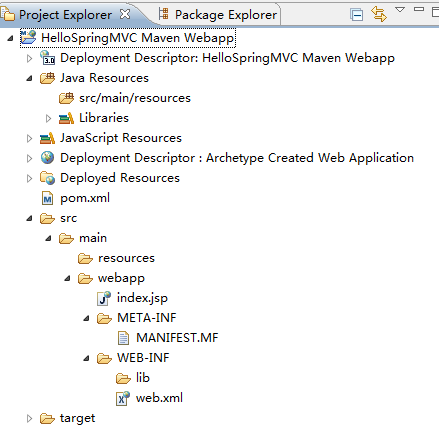 Project Explorer Package Explorer
HelloSpringMVC Maven Webapp
3.0 Deployment Descriptor: HelloSpringMVC Maven Webapp
Java Resources
src/main/resources
Libraries
JavaScript Resources
Deployment Descriptor : Archetype Created Web Application
Deployed Resources
M pom.xml
src
main
resources
webapp
J index.jsp
META-INF
MANIFEST.MF
WEB-INF
lib
X web.xml
target